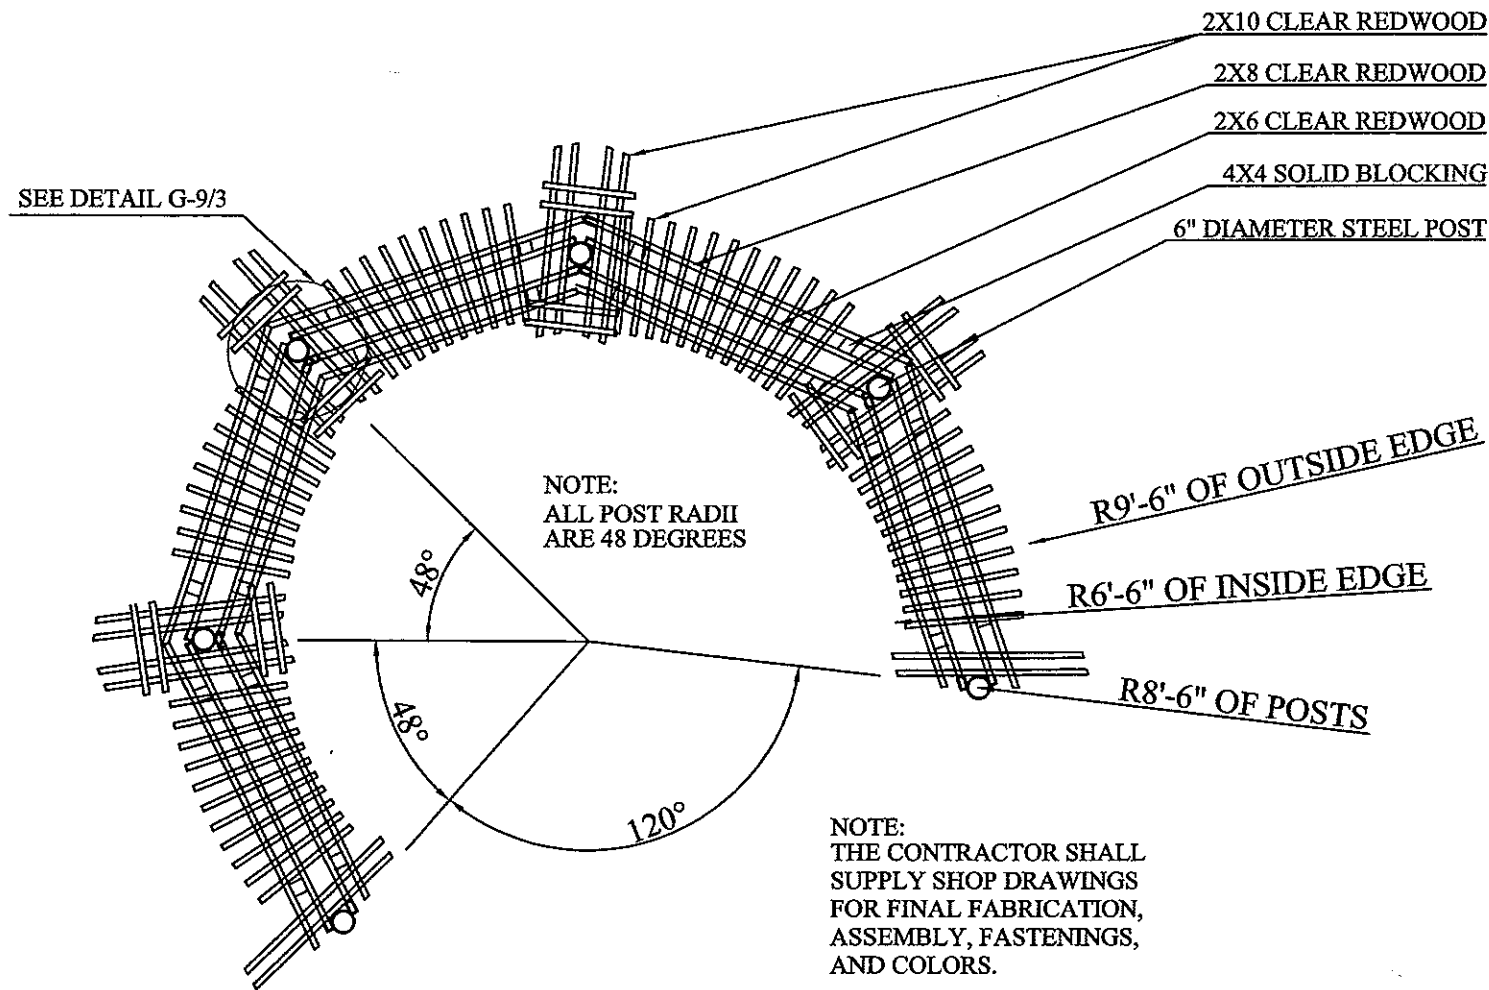 2X10 CLEAR REDWOOD
2X8 CLEAR REDWOOD
2X6 CLEAR REDWOOD
4X4 SOLID BLOCKING
SEE DETAIL G-9/3
6" DIAMETER STEEL POST
R9'-6" OF OUTSIDE EDGE
NOTE:
ALL POST RADII
ARE 48 DEGREES
48°
R6'-6" OF INSIDE EDGE
R8'-6" OF POSTS
48°
120°
NOTE:
THE CONTRACTOR SHALL
SUPPLY SHOP DRAWINGS
FOR FINAL FABRICATION,
ASSEMBLY, FASTENINGS,
AND COLORS.